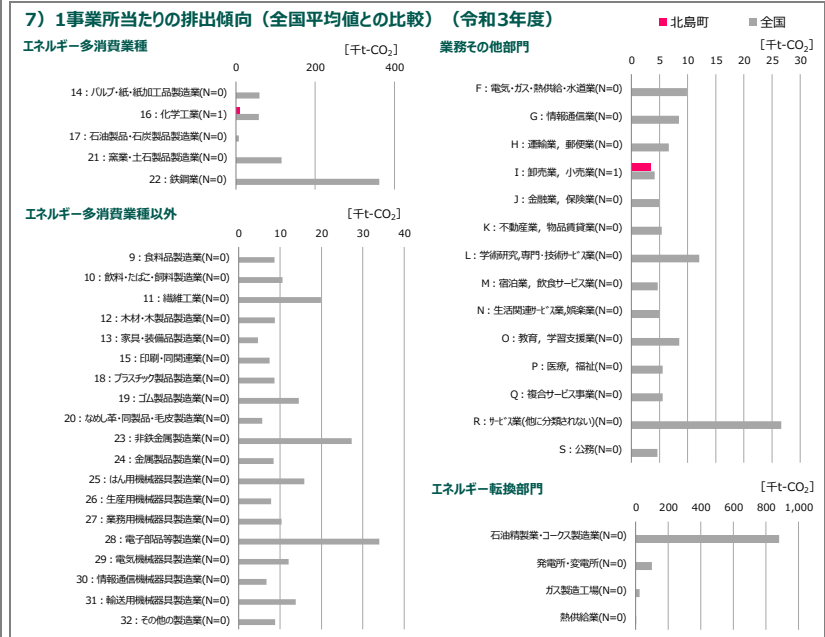 7）1事業所当たりの排出傾向（全国平均値との比較）（令和3年度）
北島町 全国
エネルギー多消費業種
［千t-CO₂］
0 200 400
14：パルプ・紙・紙加工品製造業(N=0)
16：化学工業(N=1)
17：石油製品・石炭製品製造業(N=0)
21：窯業・土石製品製造業(N=0)
22：鉄鋼業(N=0)
エネルギー多消費業種以外
［千t-CO₂］
0 10 20 30 40
9：食料品製造業(N=0)
10：飲料・たばこ・飼料製造業(N=0)
11：繊維工業(N=0)
12：木材・木製品製造業(N=0)
13：家具・装備品製造業(N=0)
15：印刷・同関連業(N=0)
18：プラスチック製品製造業(N=0)
19：ゴム製品製造業(N=0)
20：なめし革・同製品・毛皮製造業(N=0)
23：非鉄金属製造業(N=0)
24：金属製品製造業(N=0)
25：はん用機械器具製造業(N=0)
26：生産用機械器具製造業(N=0)
27：業務用機械器具製造業(N=0)
28：電子部品等製造業(N=0)
29：電気機械器具製造業(N=0)
30：情報通信機械器具製造業(N=0)
31：輸送用機械器具製造業(N=0)
32：その他の製造業(N=0)
業務その他部門
［千t-CO₂］
0 5 10 15 20 25 30
F：電気・ガス・熱供給・水道業(N=0)
G：情報通信業(N=0)
H：運輸業，郵便業(N=0)
I：卸売業，小売業(N=1)
J：金融業，保険業(N=0)
K：不動産業，物品賃貸業(N=0)
L：学術研究,専門・技術ｻｰﾋﾞｽ業(N=0)
M：宿泊業，飲食サービス業(N=0)
N：生活関連ｻｰﾋﾞｽ業,娯楽業(N=0)
O：教育，学習支援業(N=0)
P：医療，福祉(N=0)
Q：複合サービス事業(N=0)
R：ｻｰﾋﾞｽ業(他に分類されない)(N=0)
S：公務(N=0)
エネルギー転換部門
［千t-CO₂］
0 200 400 600 800 1,000
石油精製業・コークス製造業(N=0)
発電所・変電所(N=0)
ガス製造工場(N=0)
熱供給業(N=0)